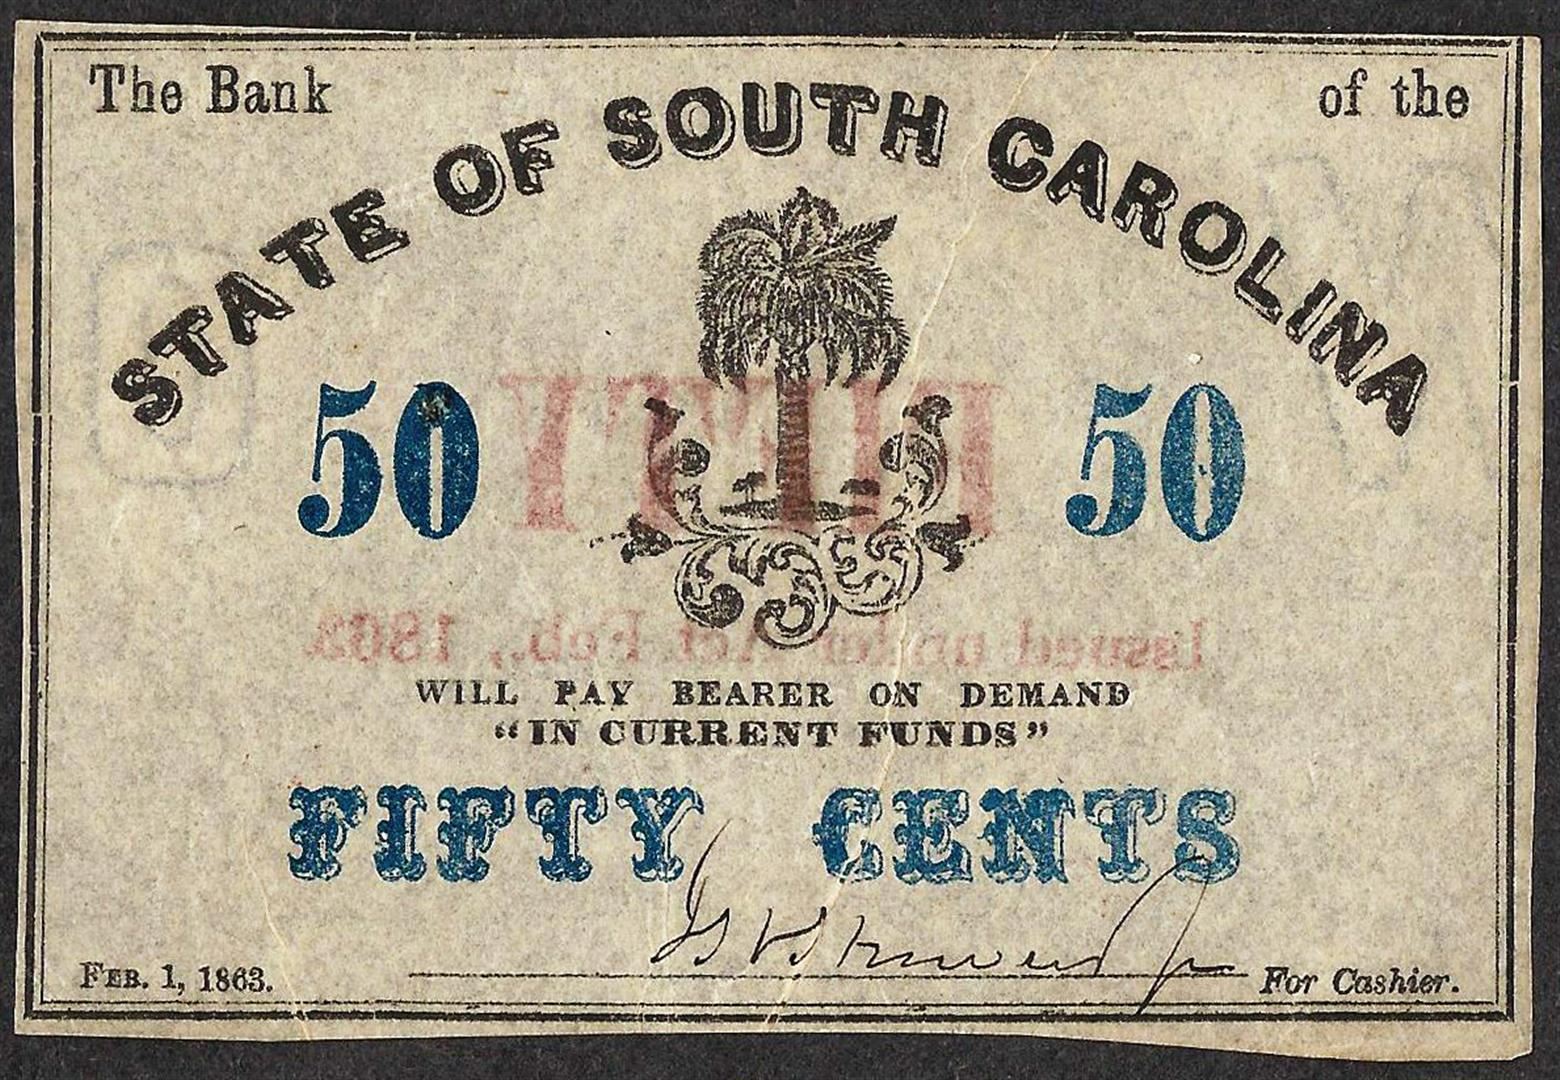 The Bank of the
STATE OF SOUTH CAROLINA
50 50
FIFTY
Issued under Act Feb., 1863
WILL PAY BEARER ON DEMAND
“IN CURRENT FUNDS”
FIFTY CENTS
FEB. 1, 1863.
For Cashier.